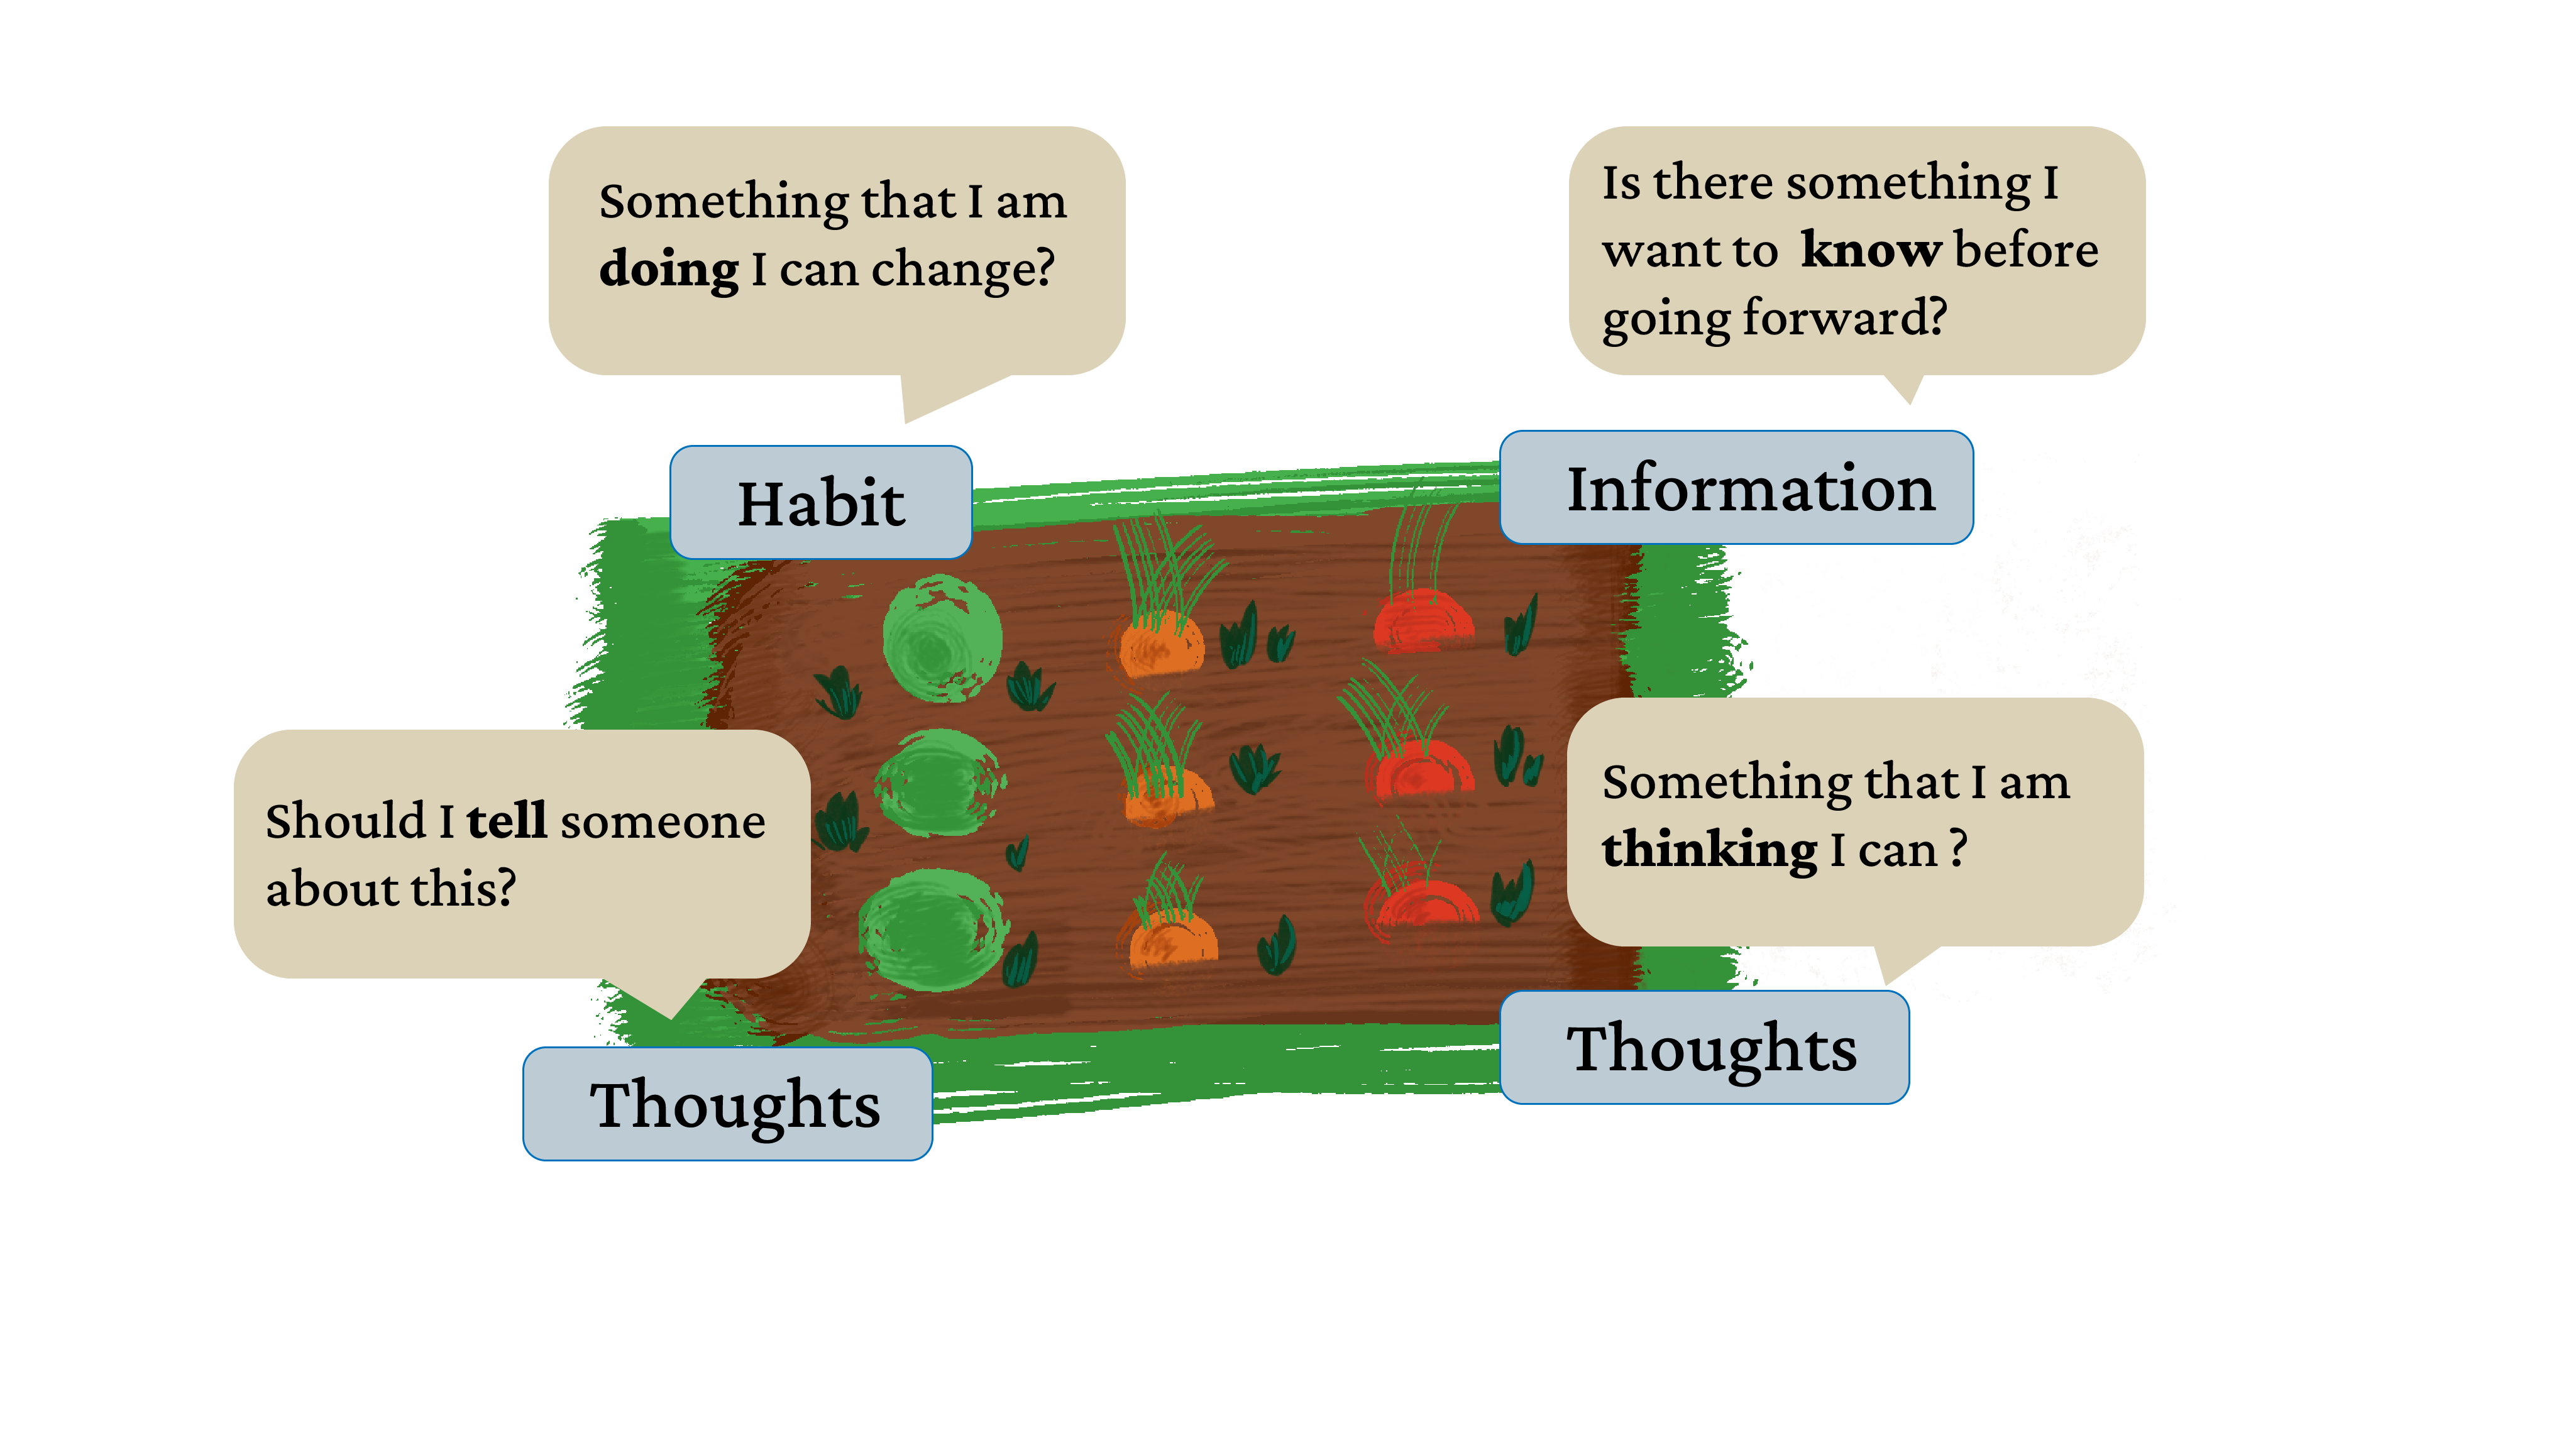 Something that I am
doing I can change?
Habit
Is there something I
want to know before
going forward?
Information
Should I tell someone
about this?
Thoughts
Something that I am
thinking I can ?
Thoughts